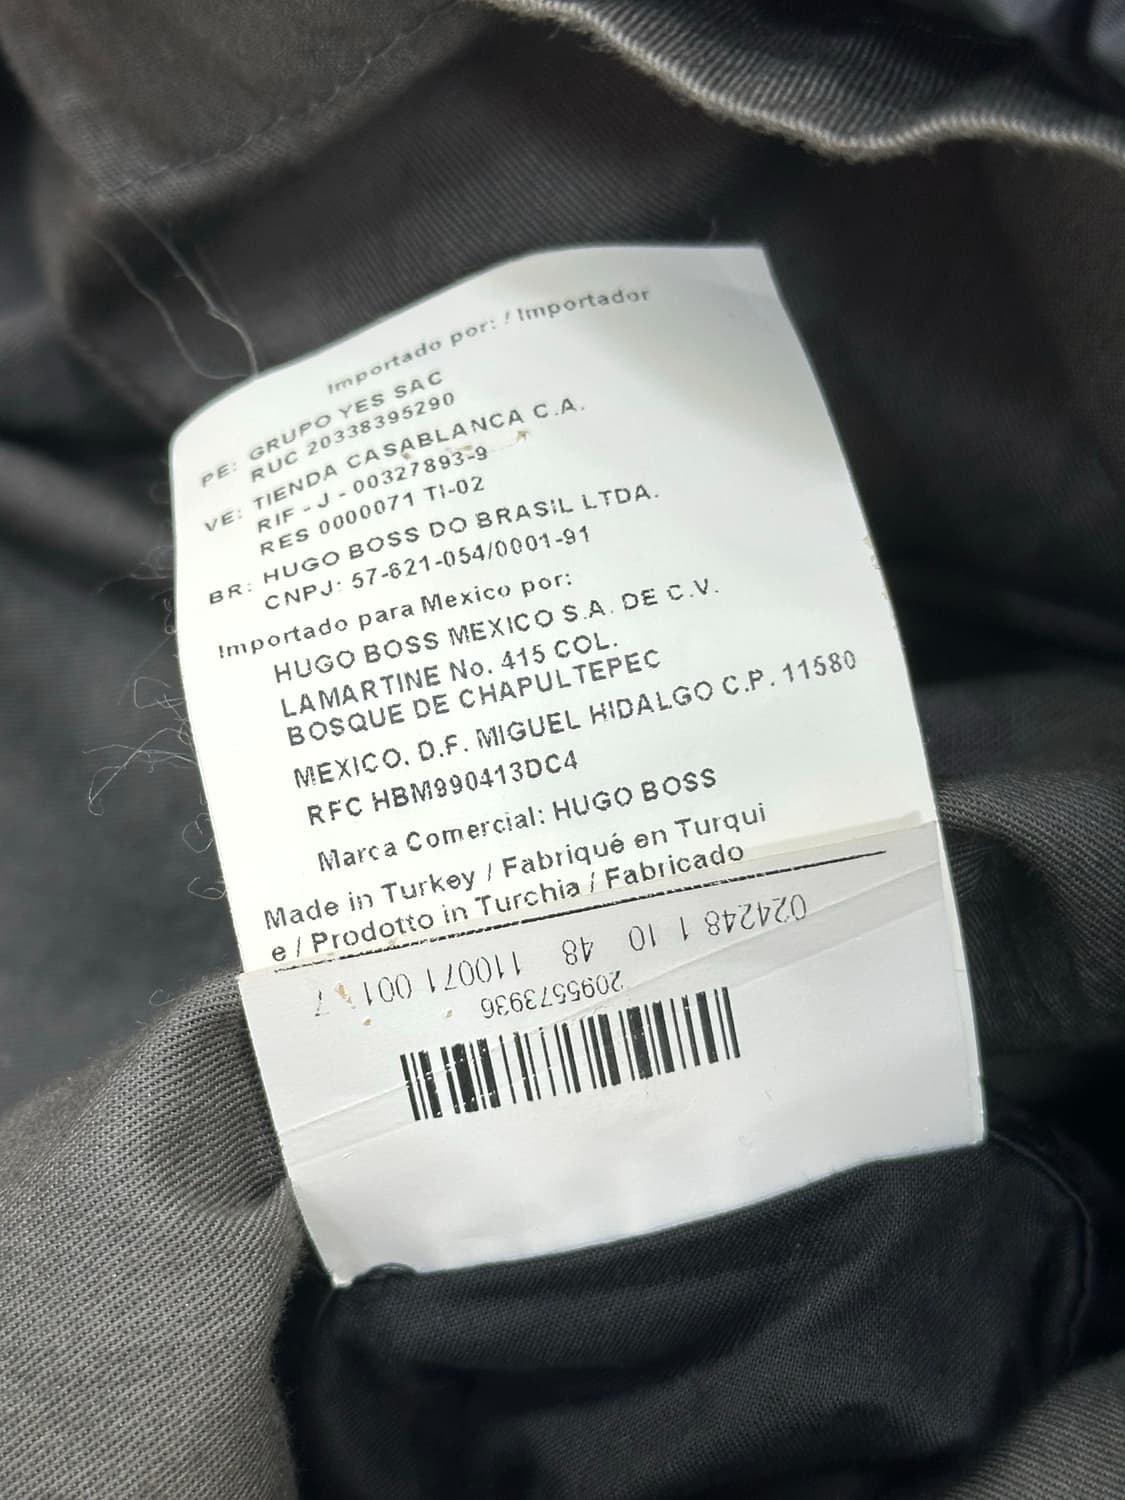 Importado por: / Importador
PE: GRUPO YES SAC
RUC 20338395290
VE: TIENDA CASABLANCA C.A.
RIF - J - 00327893-9
RES 0000071 TI-02
BR: HUGO BOSS DO BRASIL LTDA.
CNPJ: 57-621-054/0001-91
Importado para Mexico por:
HUGO BOSS MEXICO S.A. DE C.V.
LAMARTINE No. 415 COL.
BOSQUE DE CHAPULTEPEC
MEXICO, D.F. MIGUEL HIDALGO C.P. 11580
RFC HBM990413DC4
Marca Comercial: HUGO BOSS
Made in Turkey / Fabriqué en Turqui
e / Prodotto in Turchia / Fabricado
024248 1 10 48 110071 001
2095573936